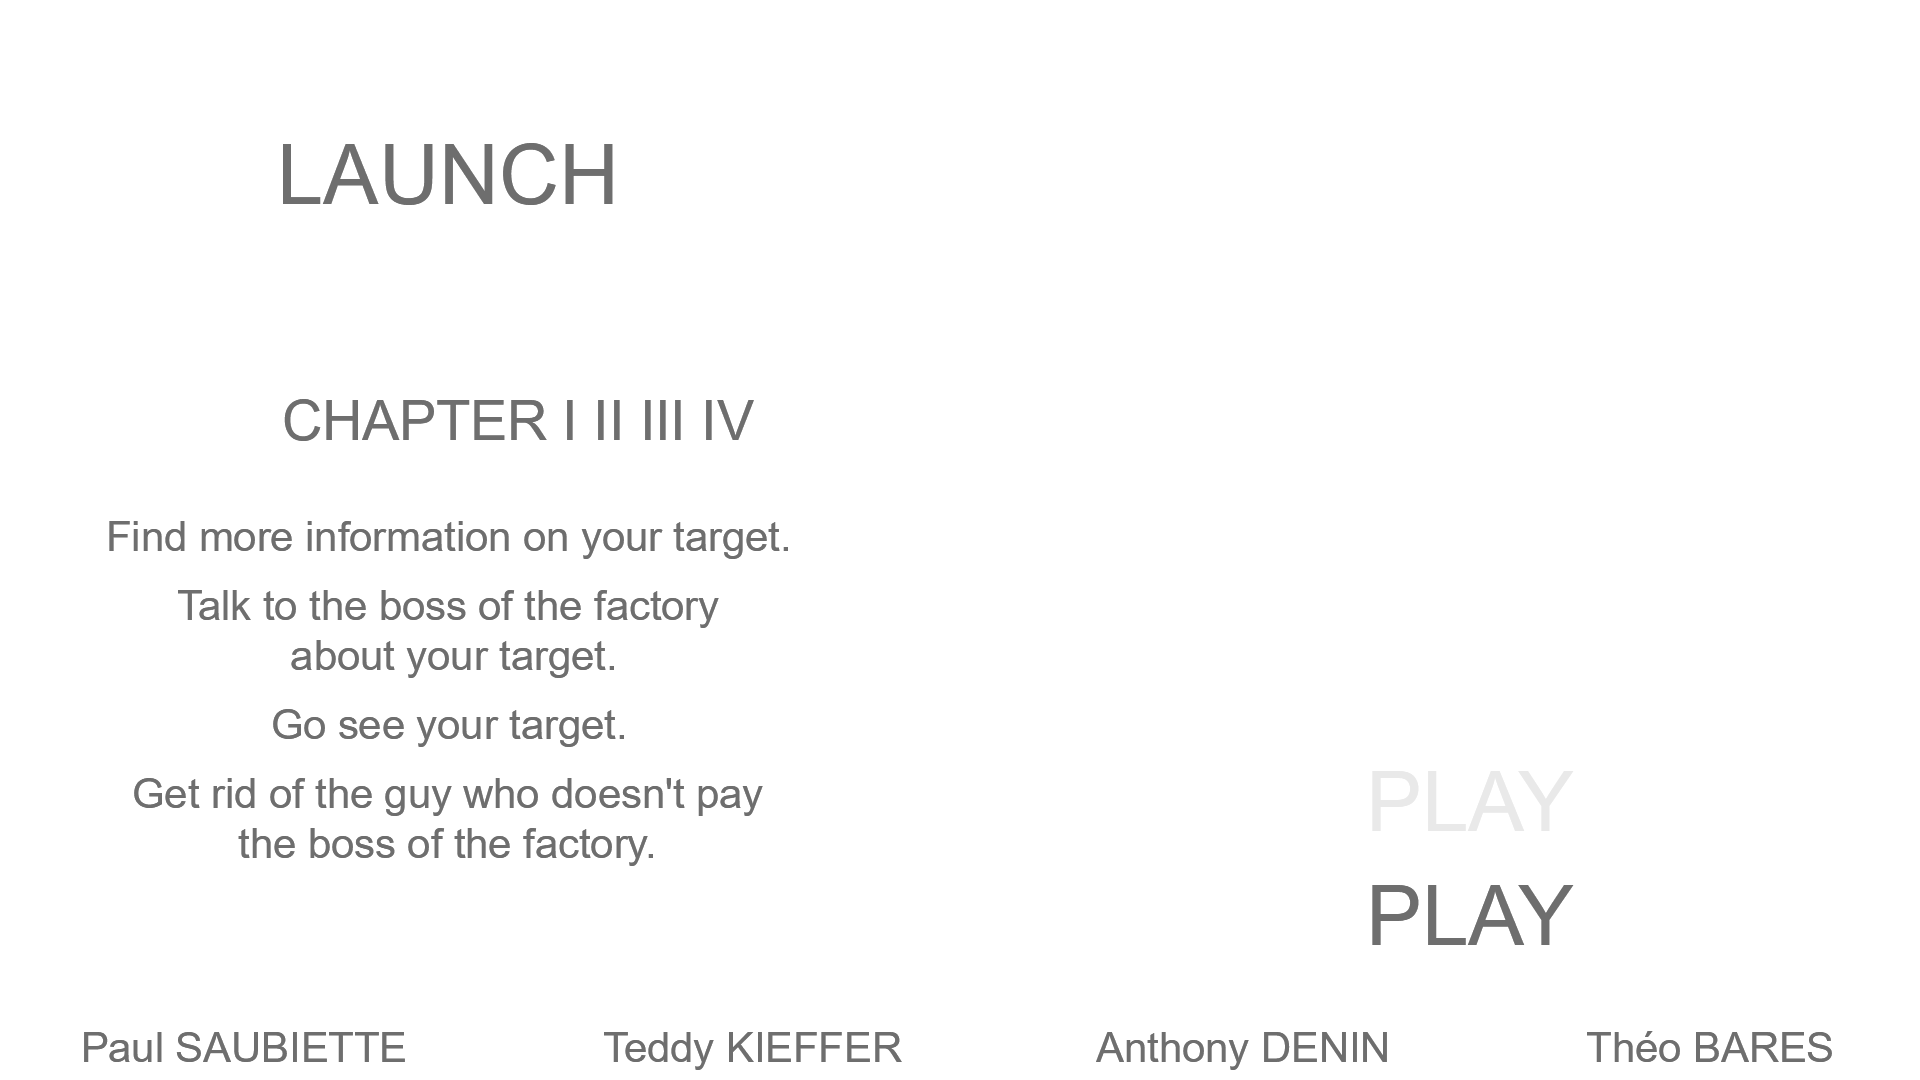 LAUNCH
CHAPTER I II III IV
Find more information on your target.
Talk to the boss of the factory
about your target.
Go see your target.
Get rid of the guy who doesn't pay
the boss of the factory.
PLAY
PLAY
Paul SAUBIETTE Teddy KIEFFER Anthony DENIN Théo BARES